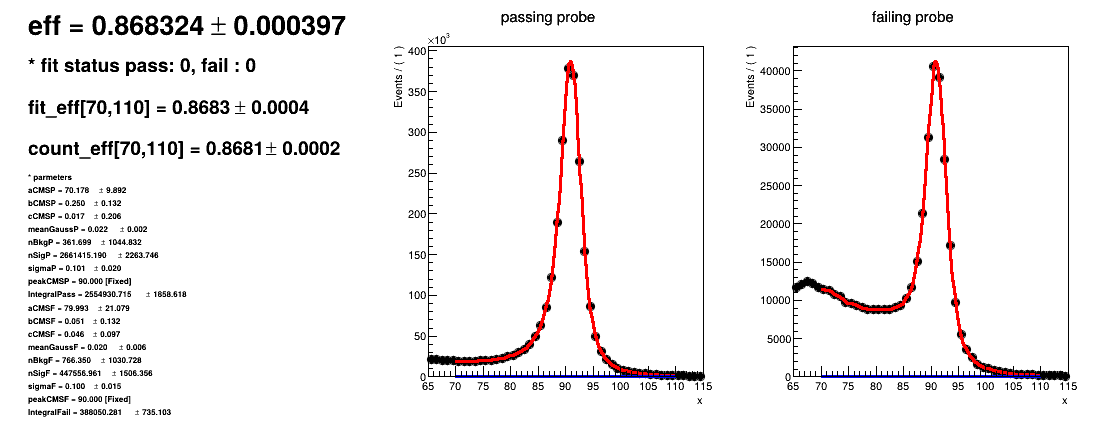 eff = 0.868324 ± 0.000397
* fit status pass: 0, fail : 0
fit_eff[70,110] = 0.8683 ± 0.0004
count_eff[70,110] = 0.8681 ± 0.0002
* parmeters
aCMSP = 70.178 ± 9.892
bCMSP = 0.250 ± 0.132
cCMSP = 0.017 ± 0.206
meanGaussP = 0.022 ± 0.002
nBkgP = 361.699 ± 1044.832
nSigP = 2661415.190 ± 2263.746
sigmaP = 0.101 ± 0.020
peakCMSP = 90.000 [Fixed]
IntegralPass = 2554930.715 ± 1858.618
aCMSF = 79.993 ± 21.079
bCMSF = 0.051 ± 0.132
cCMSF = 0.046 ± 0.097
meanGaussF = 0.020 ± 0.006
nBkgF = 766.350 ± 1030.728
nSigF = 447556.961 ± 1506.356
sigmaF = 0.100 ± 0.015
peakCMSF = 90.000 [Fixed]
IntegralFail = 388050.281 ± 735.103
passing probe
×10³
Events / ( 1 )
400
350
300
250
200
150
100
50
0
65 70 75 80 85 90 95 100 105 110 115
x
failing probe
Events / ( 1 )
40000
35000
30000
25000
20000
15000
10000
5000
0
65 70 75 80 85 90 95 100 105 110 115
x